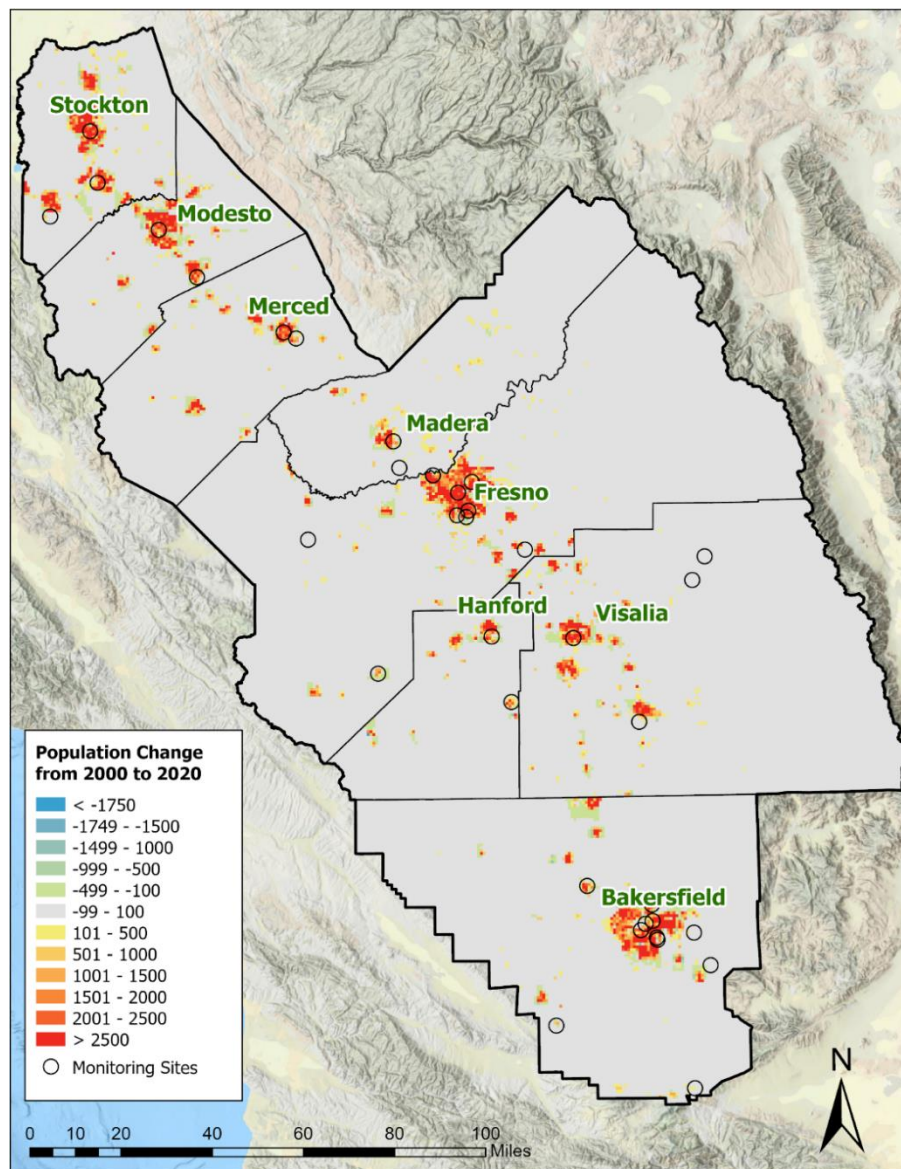 Stockton
Modesto
Merced
Madera
Fresno
Hanford
Visalia
Bakersfield
Population Change
from 2000 to 2020
< -1750
-1749 - -1500
-1499 - 1000
-999 - -500
-499 - -100
-99 - 100
101 - 500
501 - 1000
1001 - 1500
1501 - 2000
2001 - 2500
> 2500
Monitoring Sites
N
0 10 20 40 60 80 100
Miles